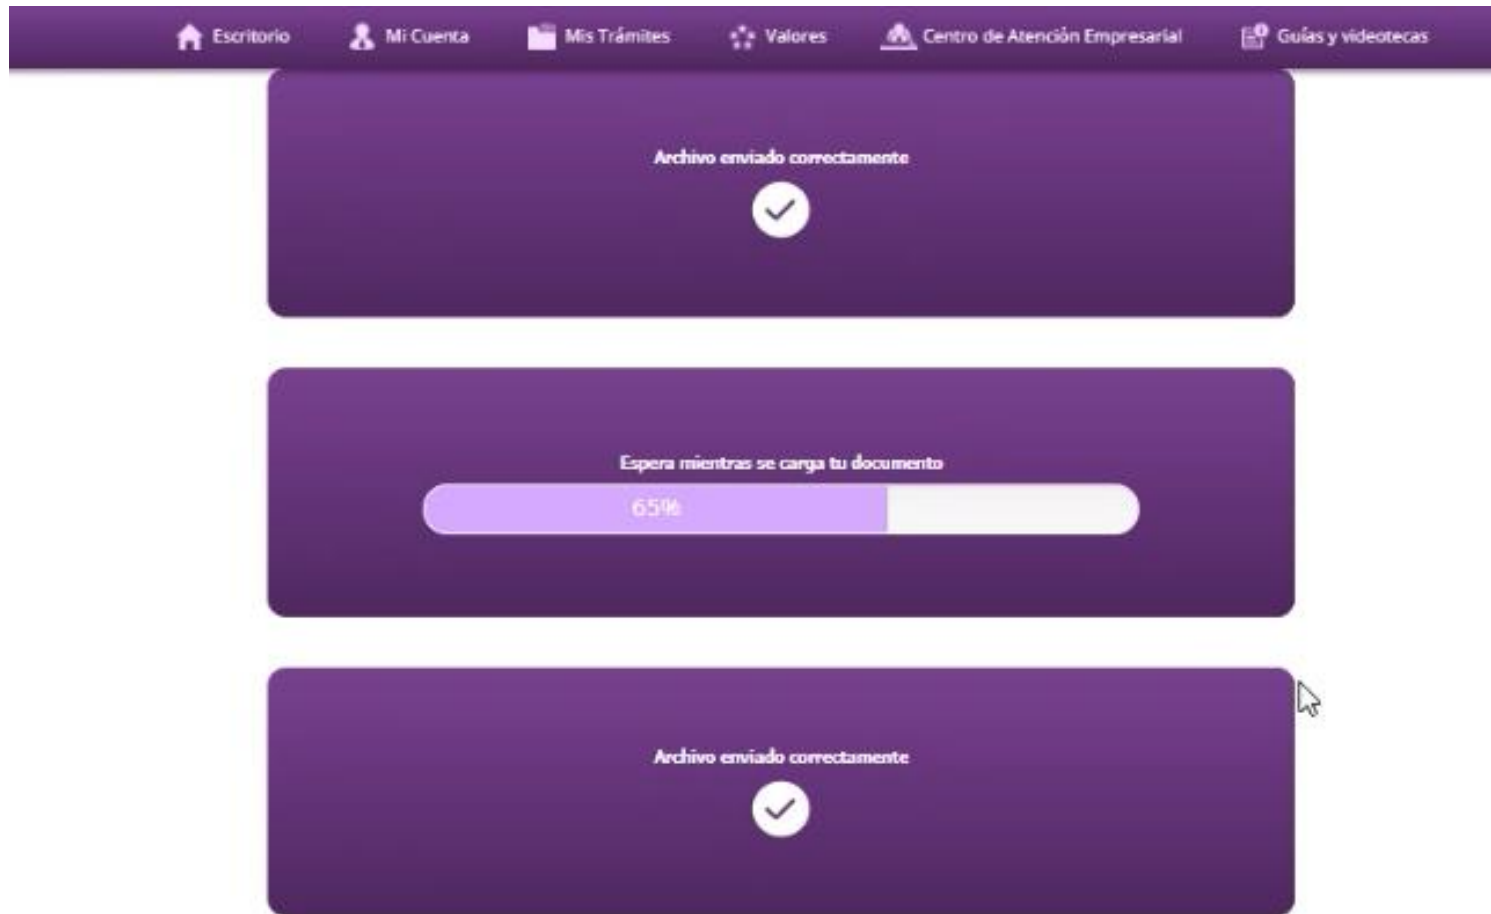 Escritorio Mi Cuenta Mis Trámites Valores Centro de Atención Empresarial Guías y videotecas
Archivo enviado correctamente
Espera mientras se carga tu documento
65%
Archivo enviado correctamente